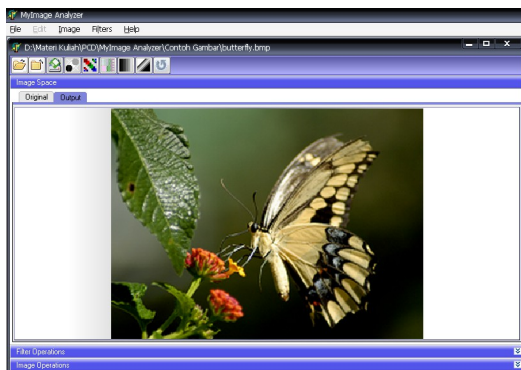 MyImage Analyzer
File Edit Image Filters Help
D:\Materi Kuliah\PCD\MyImage Analyzer\Contoh Gambar\butterfly.bmp
Image Space
Original Output
Filter Operations
Image Operations